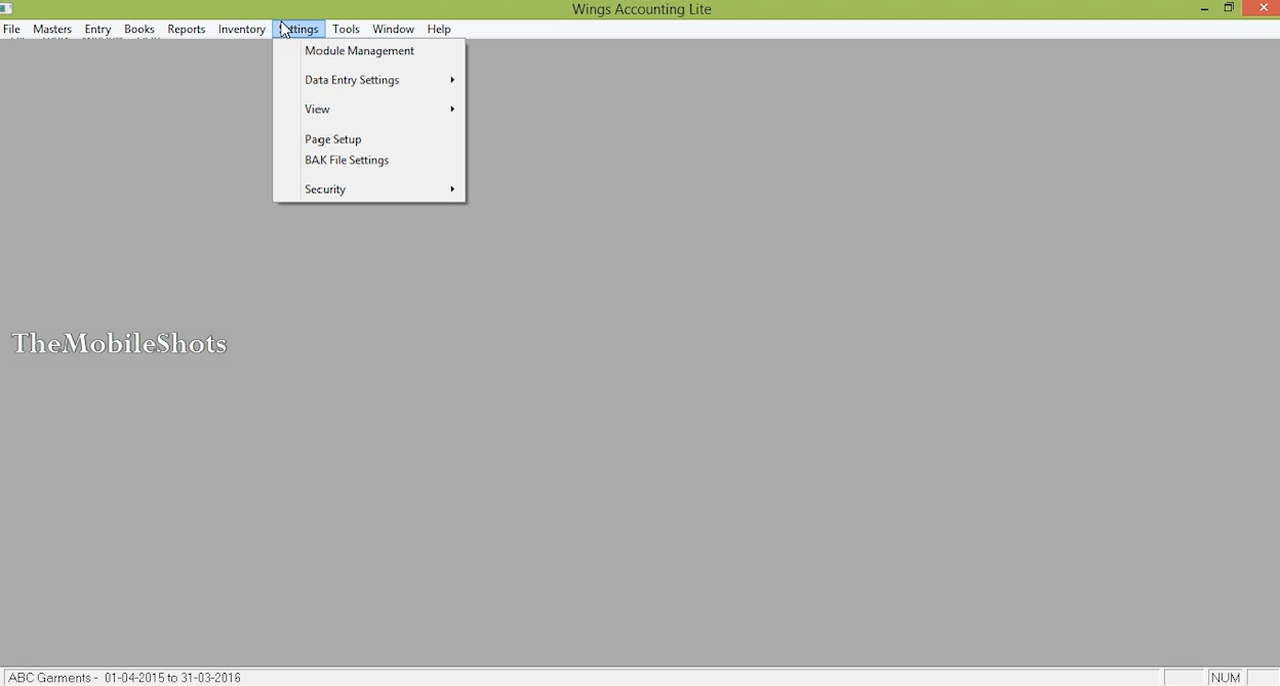 Wings Accounting Lite
File Masters Entry Books Reports Inventory Settings Tools Window Help
Module Management
Data Entry Settings
View
Page Setup
BAK File Settings
Security
TheMobileShots
ABC Garments - 01-04-2015 to 31-03-2016 NUM